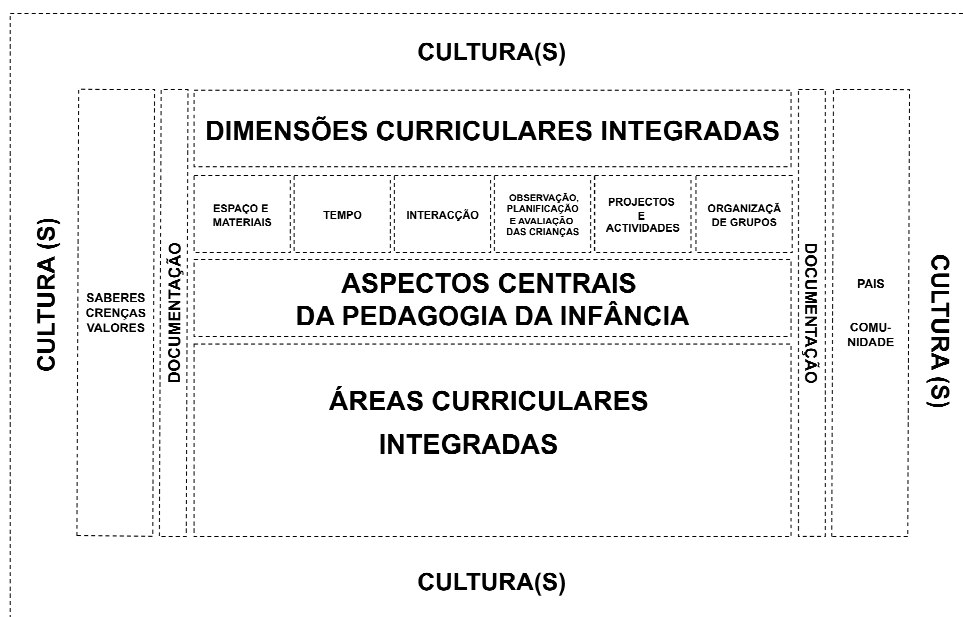 CULTURA(S)
DIMENSÕES CURRICULARES INTEGRADAS
ESPAÇO E
MATERIAIS
TEMPO
INTERACÇÃO
OBSERVAÇÃO,
PLANIFICAÇÃO
E AVALIAÇÃO
DAS CRIANÇAS
PROJECTOS
E
ACTIVIDADES
ORGANIZAÇÃ
DE GRUPOS
CULTURA (S)
SABERES
CRENÇAS
VALORES
DOCUMENTAÇÃO
ASPECTOS CENTRAIS
DA PEDAGOGIA DA INFÂNCIA
ÁREAS CURRICULARES
INTEGRADAS
DOCUMENTAÇÃO
PAIS
COMU-
NIDADE
CULTURA (S)
CULTURA(S)